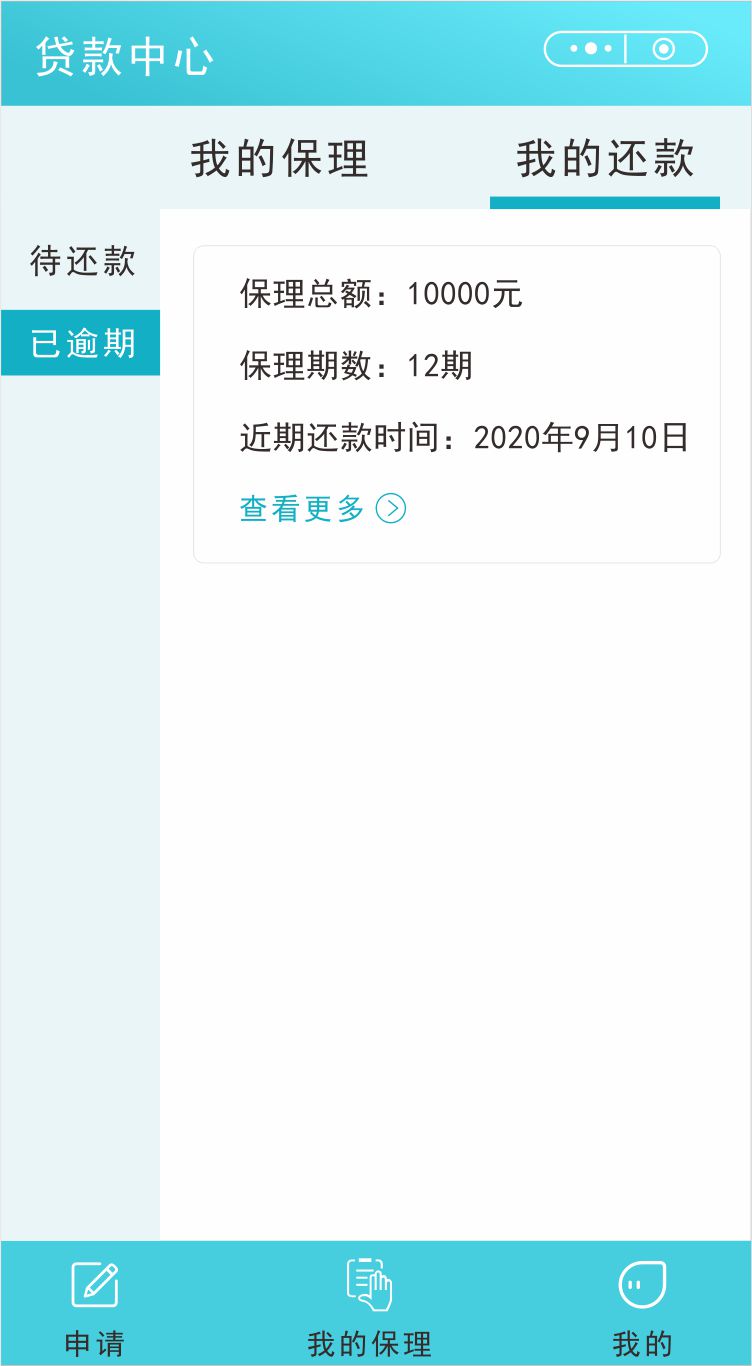 贷款中心
我的保理
我的还款
待还款
已逾期
保理总额：10000元
保理期数：12期
近期还款时间：2020年9月10日
查看更多
申请
我的保理
我的